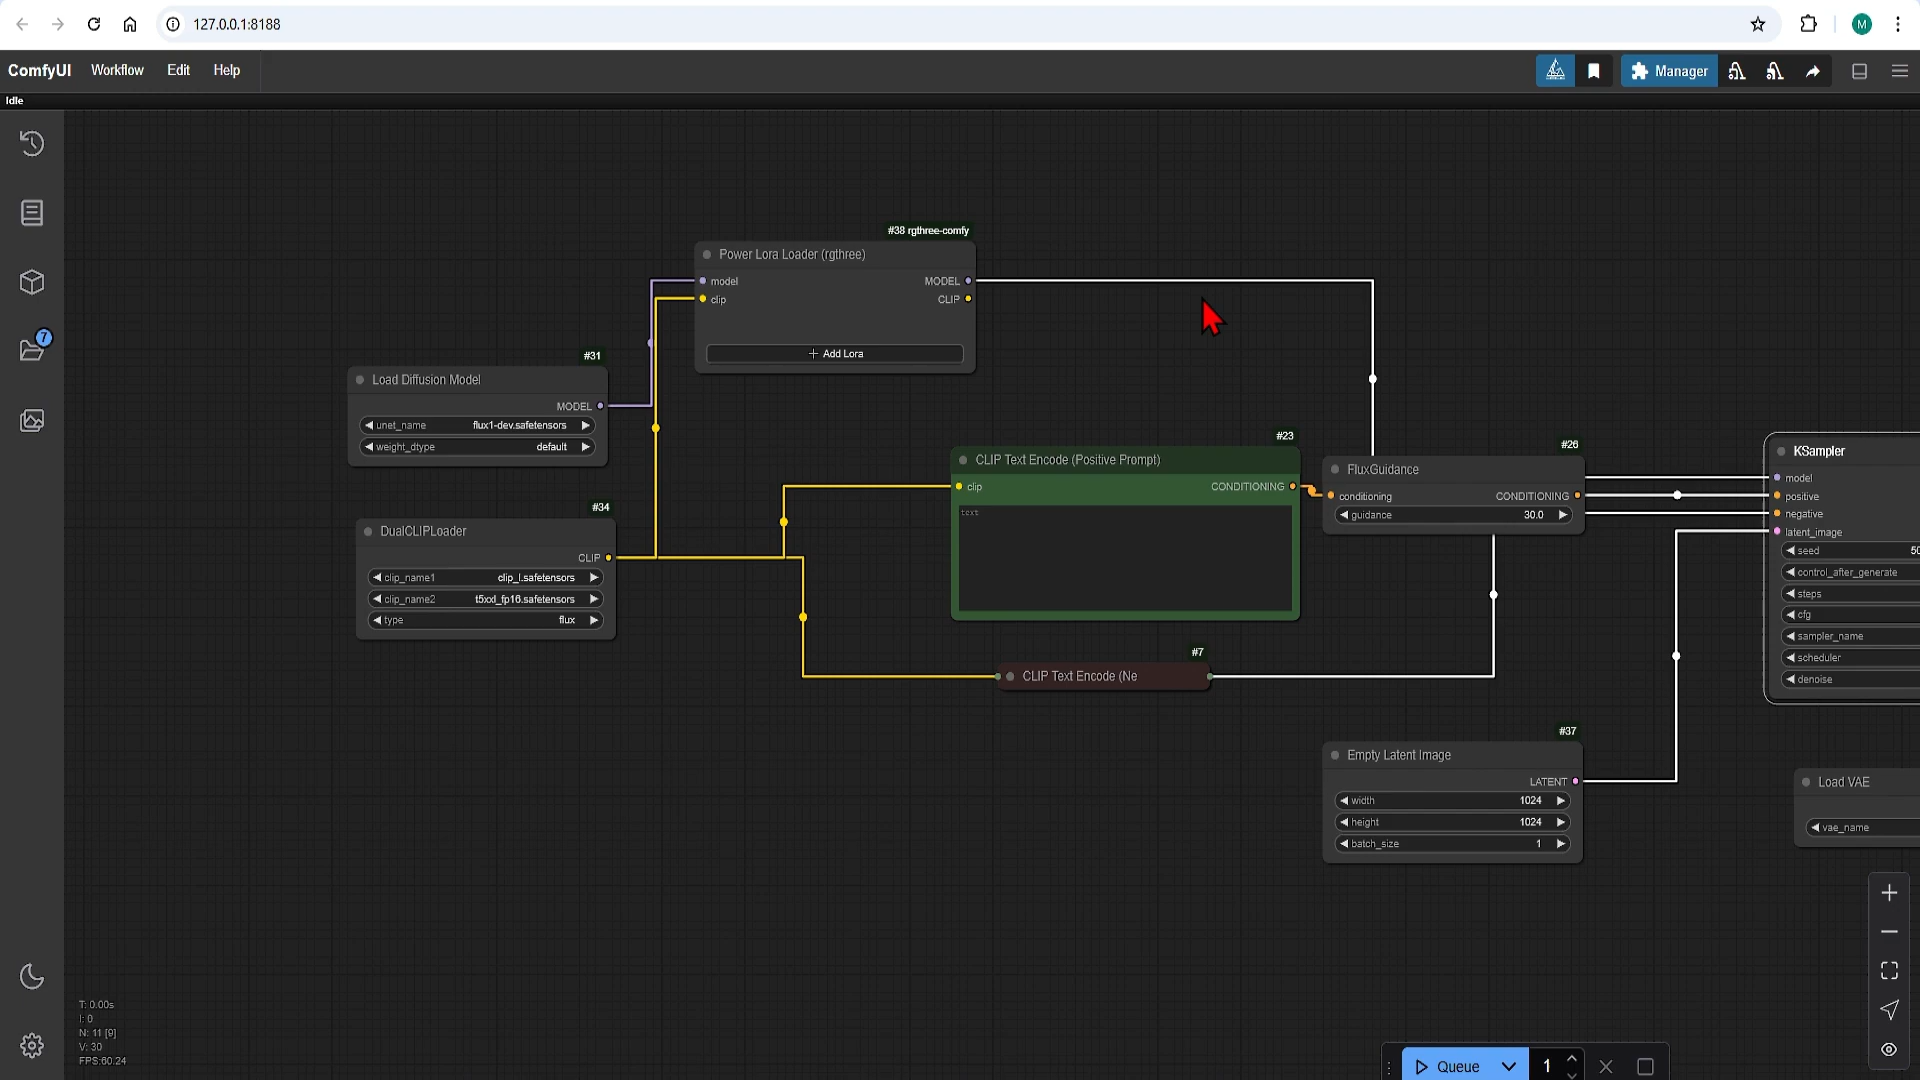 127.0.0.1:8188
M
ComfyUI
Workflow
Edit
Help
Manager
Idle
7
#38 rgthree-comfy
Power Lora Loader (rgthree)
model
MODEL
clip
CLIP
+ Add Lora
#31
Load Diffusion Model
MODEL
unet_name
flux1-dev.safetensors
weight_dtype
default
#34
DualCLIPLoader
CLIP
clip_name1
clip_l.safetensors
clip_name2
t5xxl_fp16.safetensors
type
flux
#23
CLIP Text Encode (Positive Prompt)
clip
CONDITIONING
text
#7
CLIP Text Encode (Ne
#26
FluxGuidance
conditioning
CONDITIONING
guidance
30.0
#37
Empty Latent Image
LATENT
width
1024
height
1024
batch_size
1
KSampler
model
positive
negative
latent_image
seed
50
control_after_generate
steps
cfg
sampler_name
scheduler
denoise
Load VAE
vae_name
T: 0.00s
I: 0
N: 11 [9]
V: 30
FPS:60.24
Queue
1